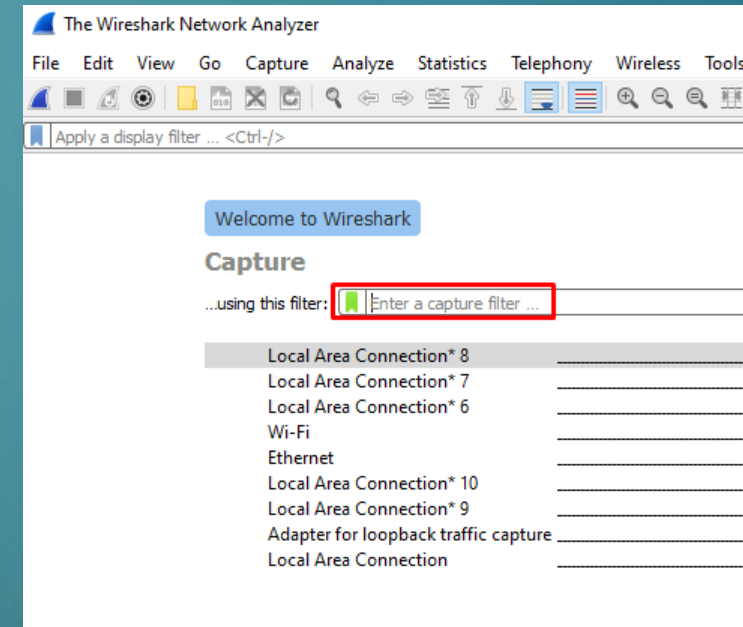 The Wireshark Network Analyzer
File Edit View Go Capture Analyze Statistics Telephony Wireless Tools
Apply a display filter ... <Ctrl-/>
Welcome to Wireshark
Capture
...using this filter: Enter a capture filter ...
Local Area Connection* 8
Local Area Connection* 7
Local Area Connection* 6
Wi-Fi
Ethernet
Local Area Connection* 10
Local Area Connection* 9
Adapter for loopback traffic capture
Local Area Connection